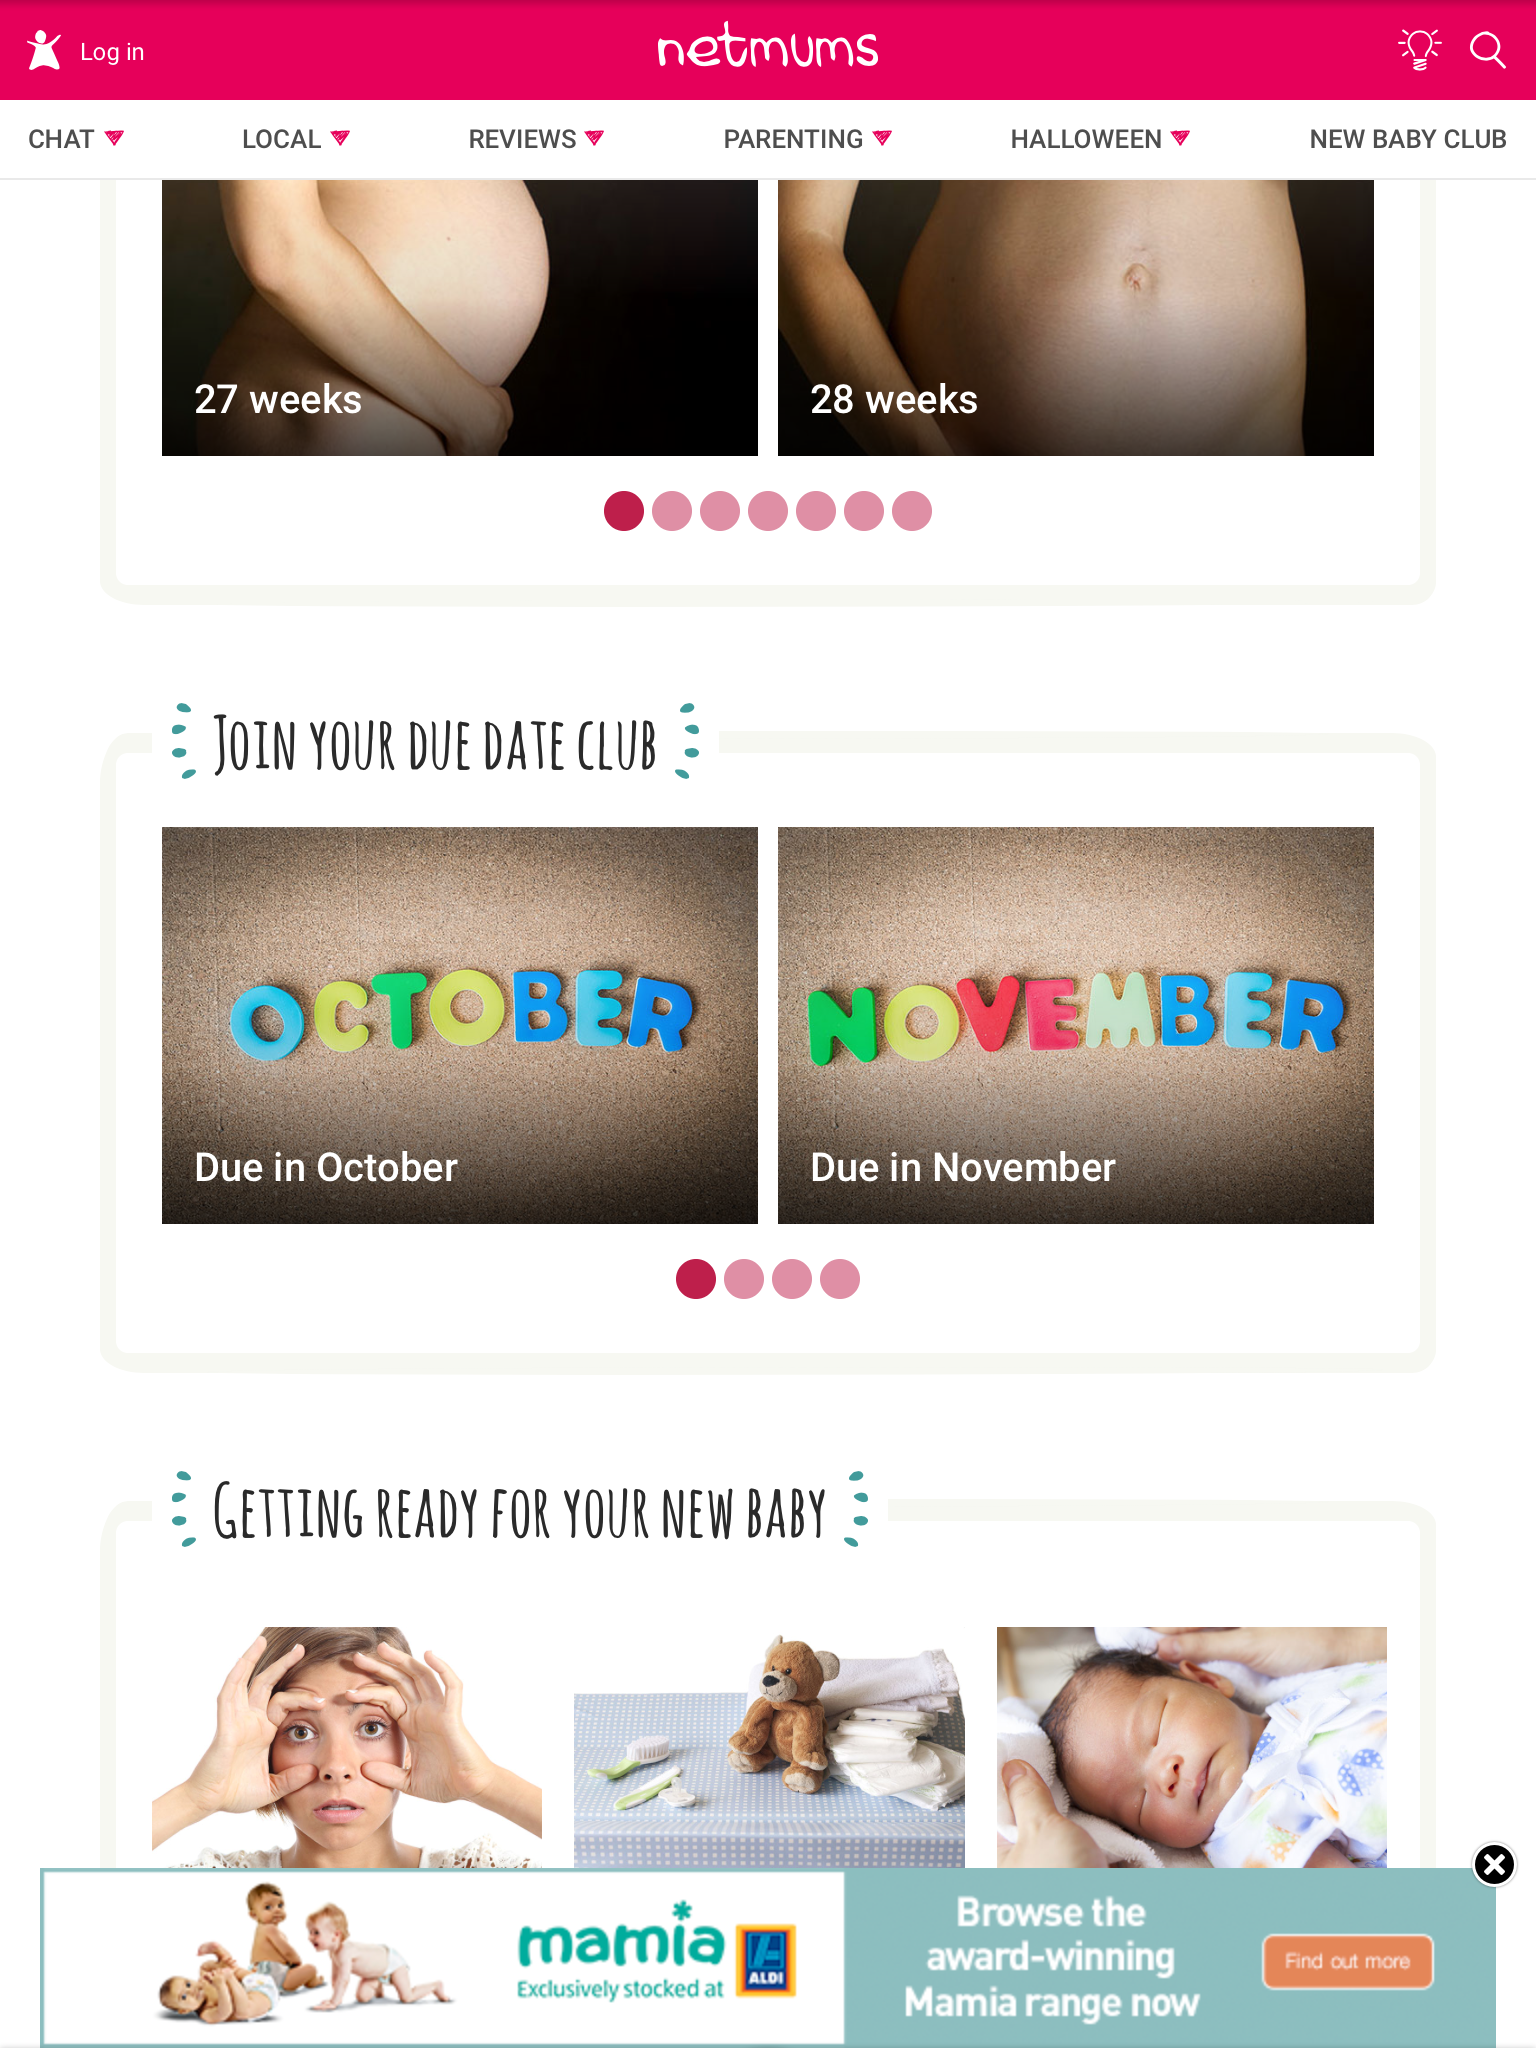 Log in
netmums
CHAT
LOCAL
REVIEWS
PARENTING
HALLOWEEN
NEW BABY CLUB
27 weeks
28 weeks
Join your due date club
OCTOBER
NOVEMBER
Due in October
Due in November
Getting ready for your new baby
mamia
Exclusively stocked at
ALDI
Browse the
award-winning
Mamia range now
Find out more